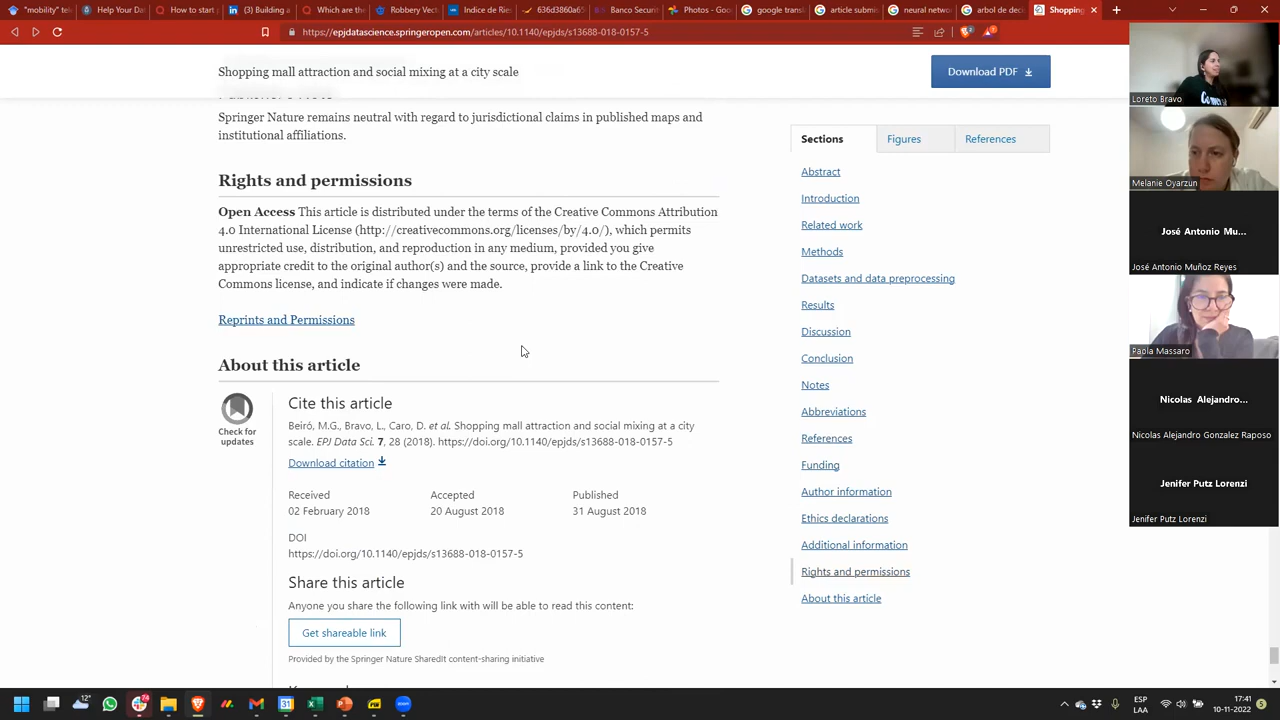 "mobility" tel
Help Your Da
How to start
(3) Building a
Which are the
Robbery Vect
Indice de Ries
636d3860a65
Banco Securit
Photos - Goo
google transl
article submis
neural netwo
arbol de deci
Shopping
https://epjdatascience.springeropen.com/articles/10.1140/epjds/s13688-018-0157-5
Shopping mall attraction and social mixing at a city scale
Download PDF
Springer Nature remains neutral with regard to jurisdictional claims in published maps and
institutional affiliations.
Rights and permissions
Open Access This article is distributed under the terms of the Creative Commons Attribution
4.0 International License (http://creativecommons.org/licenses/by/4.0/), which permits
unrestricted use, distribution, and reproduction in any medium, provided you give
appropriate credit to the original author(s) and the source, provide a link to the Creative
Commons license, and indicate if changes were made.
Reprints and Permissions
About this article
Check for
updates
Cite this article
Beiró, M.G., Bravo, L., Caro, D. et al. Shopping mall attraction and social mixing at a city
scale. EPJ Data Sci. 7, 28 (2018). https://doi.org/10.1140/epjds/s13688-018-0157-5
Download citation
Received Accepted Published
02 February 2018 20 August 2018 31 August 2018
DOI
https://doi.org/10.1140/epjds/s13688-018-0157-5
Share this article
Anyone you share the following link with will be able to read this content:
Get shareable link
Provided by the Springer Nature SharedIt content-sharing initiative
Sections Figures References
Abstract
Introduction
Related work
Methods
Datasets and data preprocessing
Results
Discussion
Conclusion
Notes
Abbreviations
References
Funding
Author information
Ethics declarations
Additional information
Rights and permissions
About this article
Loreto Bravo
Melanie Oyarzun
José Antonio Mu...
José Antonio Muñoz Reyes
Paola Massaro
Nicolas Alejandro...
Nicolas Alejandro Gonzalez Raposo
Jenifer Putz Lorenzi
Jenifer Putz Lorenzi
12°
74
31
zoom
ESP
LAA
17:41
10-11-2022
5